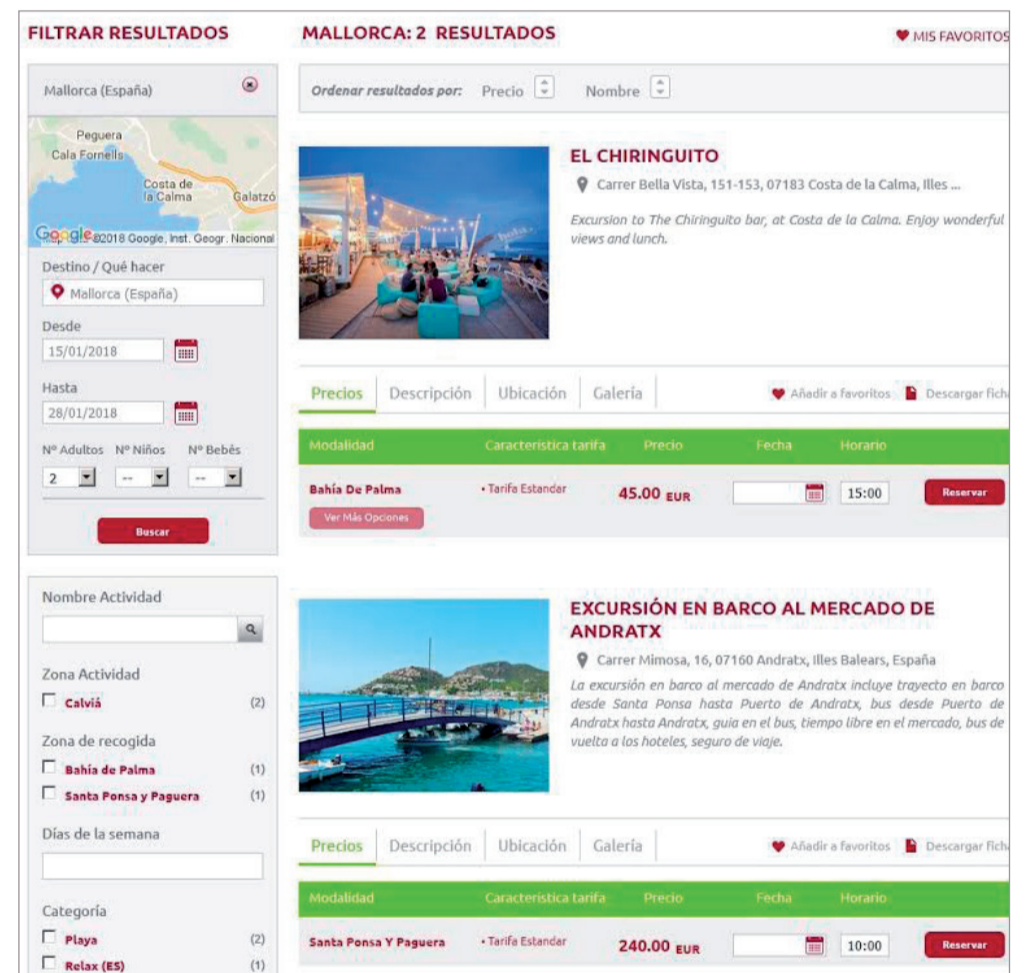 FILTRAR RESULTADOS
Mallorca (España)
Peguera
Cala Fornells
Costa de
la Calma
Galatzó
Google
©2018 Google, Inst. Geogr. Nacional
Destino / Qué hacer
Mallorca (España)
Desde
15/01/2018
Hasta
28/01/2018
Nº Adultos Nº Niños Nº Bebés
2 -- --
Buscar
Nombre Actividad
Zona Actividad
Calviá (2)
Zona de recogida
Bahía de Palma (1)
Santa Ponsa y Paguera (1)
Días de la semana
Categoría
Playa (2)
Relax (ES) (1)
MALLORCA: 2 RESULTADOS
MIS FAVORITOS
Ordenar resultados por: Precio Nombre
EL CHIRINGUITO
Carrer Bella Vista, 151-153, 07183 Costa de la Calma, Illes ...
Excursion to The Chiringuito bar, at Costa de la Calma. Enjoy wonderful
views and lunch.
Precios Descripción Ubicación Galería Añadir a favoritos Descargar ficha
Modalidad Característica tarifa Precio Fecha Horario
Bahía De Palma • Tarifa Estandar 45.00 EUR 15:00 Reservar
Ver Más Opciones
EXCURSIÓN EN BARCO AL MERCADO DE
ANDRATX
Carrer Mimosa, 16, 07160 Andratx, Illes Balears, España
La excursión en barco al mercado de Andratx incluye trayecto en barco
desde Santa Ponsa hasta Puerto de Andratx, bus desde Puerto de
Andratx hasta Andratx, guia en el bus, tiempo libre en el mercado, bus de
vuelta a los hoteles, seguro de viaje.
Precios Descripción Ubicación Galería Añadir a favoritos Descargar ficha
Modalidad Característica tarifa Precio Fecha Horario
Santa Ponsa Y Paguera • Tarifa Estandar 240.00 EUR 10:00 Reservar